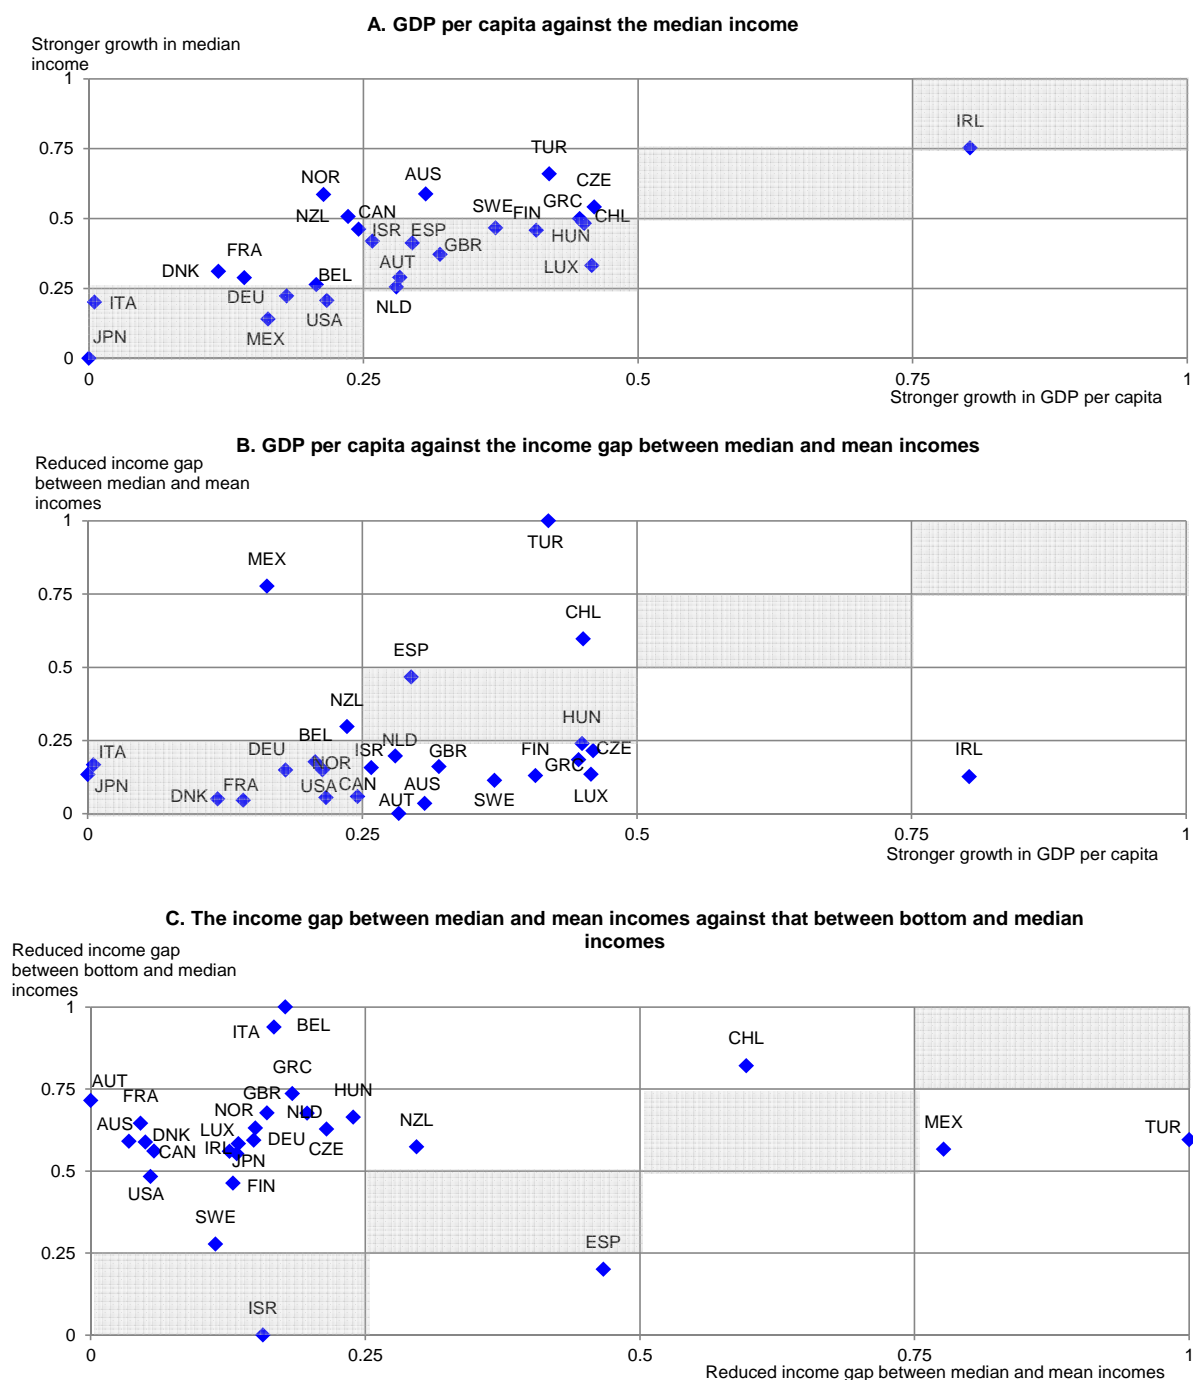 A. GDP per capita against the median income
Stronger growth in median
income
1
IRL
0.75
TUR
CZE
NOR
AUS
GRC
SWE
FIN
CHL
NZL
CAN
0.5
ISR
ESP
HUN
GBR
FRA
DNK
AUT
LUX
BEL
0.25
DEU
ITA
USA
NLD
MEX
JPN
0
0
0.25
0.5
0.75
1
Stronger growth in GDP per capita
B. GDP per capita against the income gap between median and mean incomes
Reduced income gap
between median and mean
incomes
1
TUR
MEX
0.75
CHL
ESP
0.5
NZL
HUN
BEL
NLD
0.25
ITA
DEU
NOR
ISR
GBR
FIN
GRC
CZE
IRL
JPN
DNK
FRA
USA
CAN
AUT
AUS
SWE
LUX
0
0
0.25
0.5
0.75
1
Stronger growth in GDP per capita
C. The income gap between median and mean incomes against that between bottom and median
incomes
Reduced income gap
between bottom and median
incomes
1
ITA
BEL
CHL
GRC
AUT
FRA
GBR
HUN
0.75
AUS
DNK
NOR
NLD
NZL
MEX
TUR
LUX
DEU
CAN
IRL
JPN
CZE
0.5
USA
FIN
SWE
ESP
0.25
ISR
0
0
0.25
0.5
0.75
1
Reduced income gap between median and mean incomes